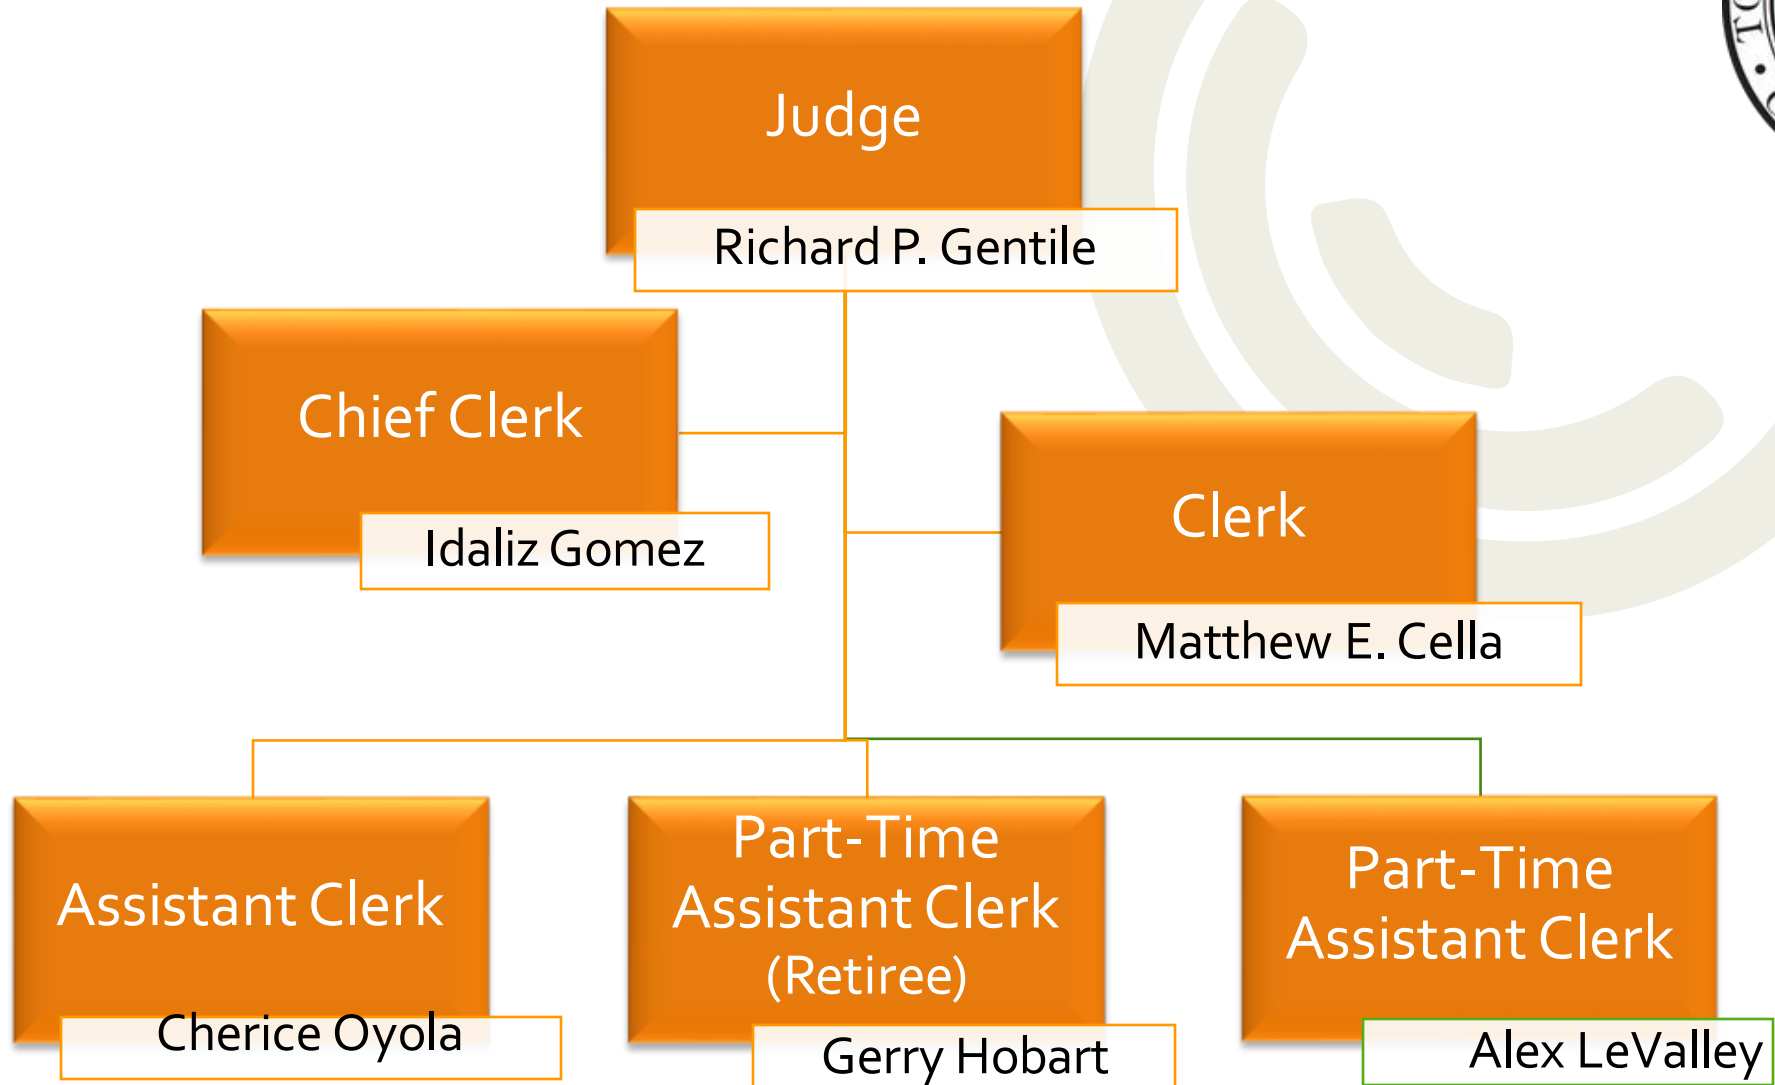 Judge
Richard P. Gentile
Chief Clerk
Idaliz Gomez
Clerk
Matthew E. Cella
Assistant Clerk
Cherice Oyola
Part-Time
Assistant Clerk
(Retiree)
Gerry Hobart
Part-Time
Assistant Clerk
Alex LeValley